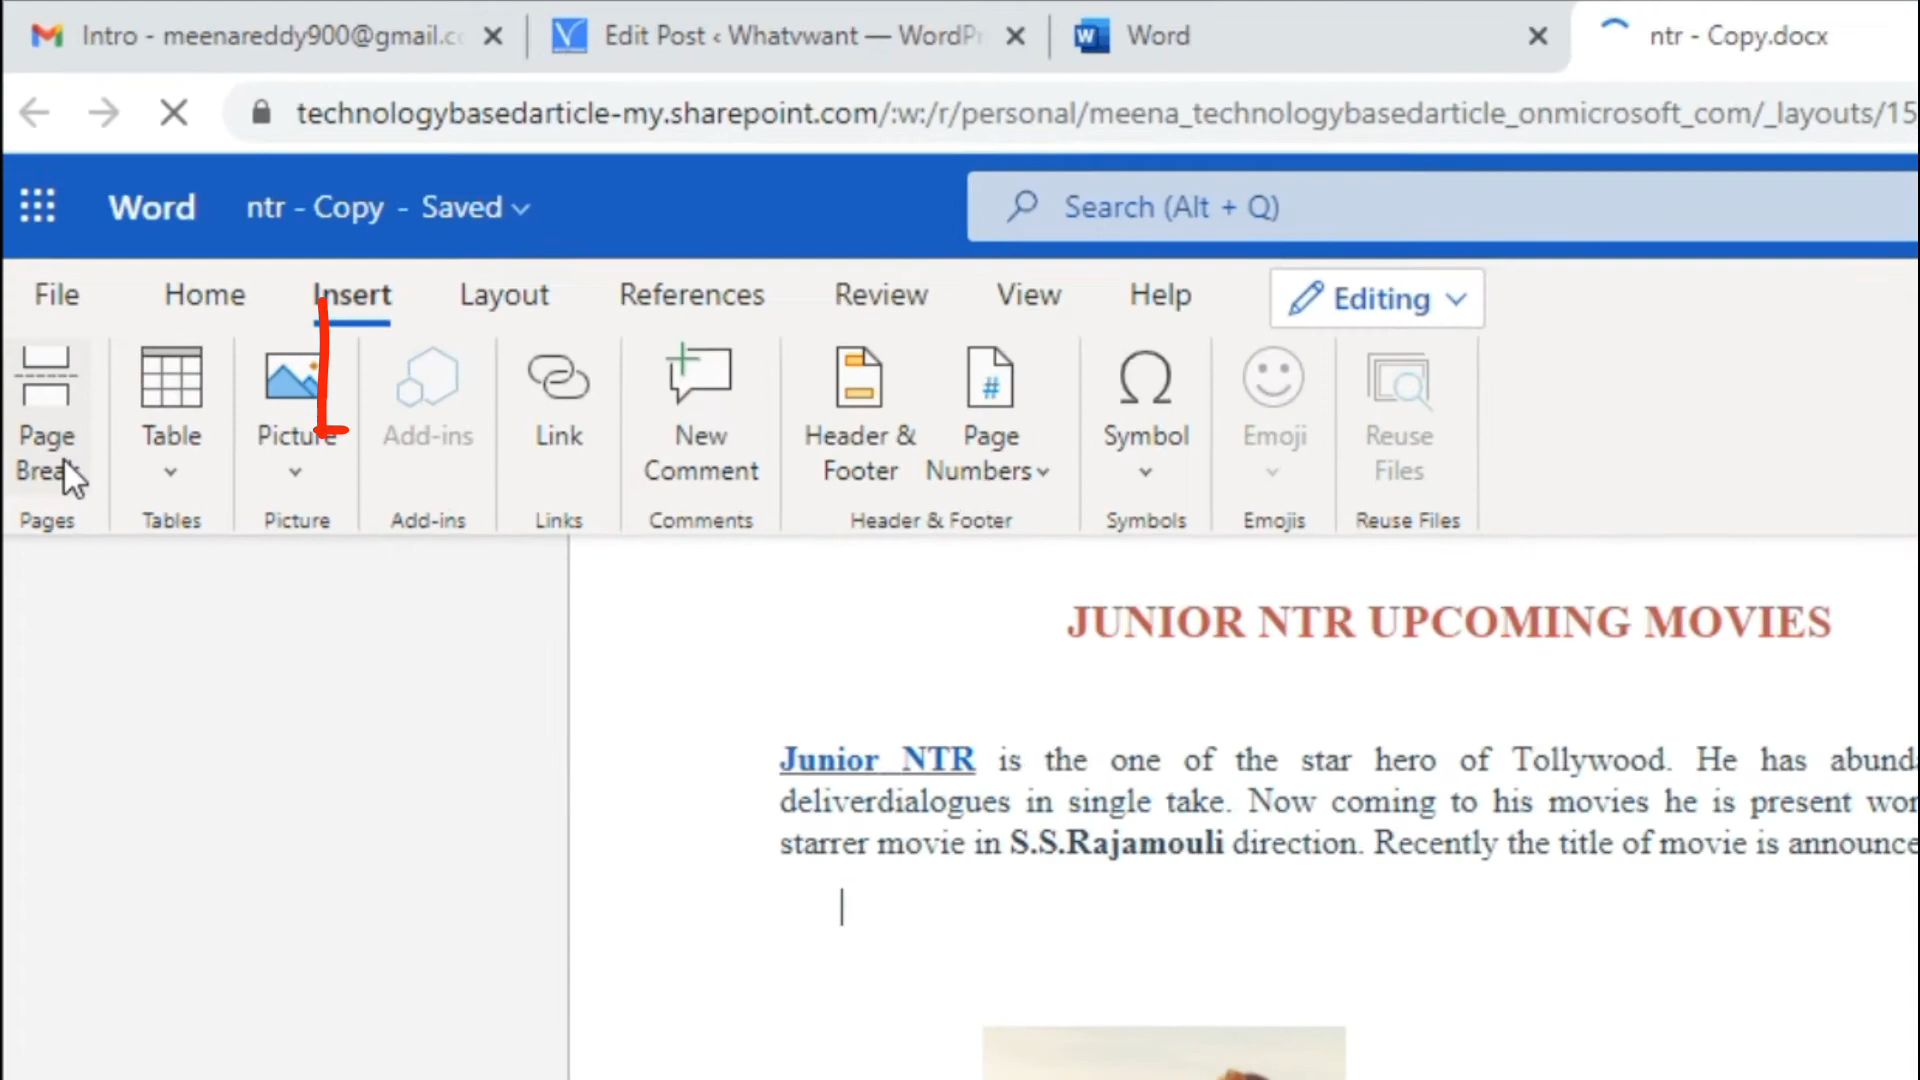 Intro - meenareddy900@gmail.c
Edit Post ‹ Whatvwant — WordPr
Word
ntr - Copy.docx
technologybasedarticle-my.sharepoint.com/:w:/r/personal/meena_technologybasedarticle_onmicrosoft_com/_layouts/15
Word ntr - Copy - Saved
Search (Alt + Q)
File Home Insert Layout References Review View Help Editing
Page Break
Table
Picture
Add-ins
Link
New Comment
Header & Footer
Page Numbers
Symbol
Emoji
Reuse Files
Pages Tables Picture Add-ins Links Comments Header & Footer Symbols Emojis Reuse Files
JUNIOR NTR UPCOMING MOVIES
Junior NTR is the one of the star hero of Tollywood. He has abund
deliverdialogues in single take. Now coming to his movies he is present wor
starrer movie in S.S.Rajamouli direction. Recently the title of movie is announce